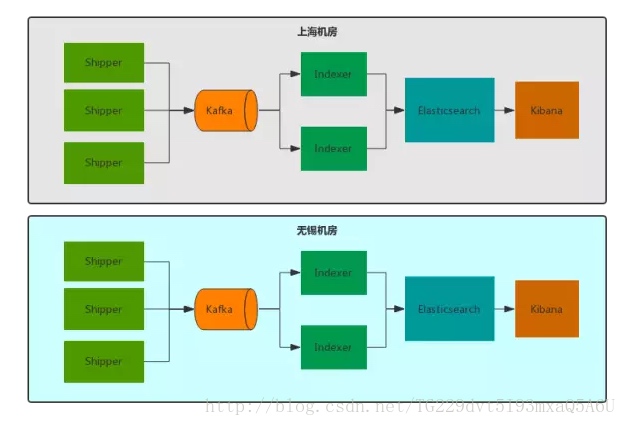 上海机房
Shipper
Shipper
Shipper
Kafka
Indexer
Indexer
Elasticsearch
Kibana
无锡机房
Shipper
Shipper
Shipper
Kafka
Indexer
Indexer
Elasticsearch
Kibana
http://blog.csdn.net/TG229dvt5I93mxaQ5A6U